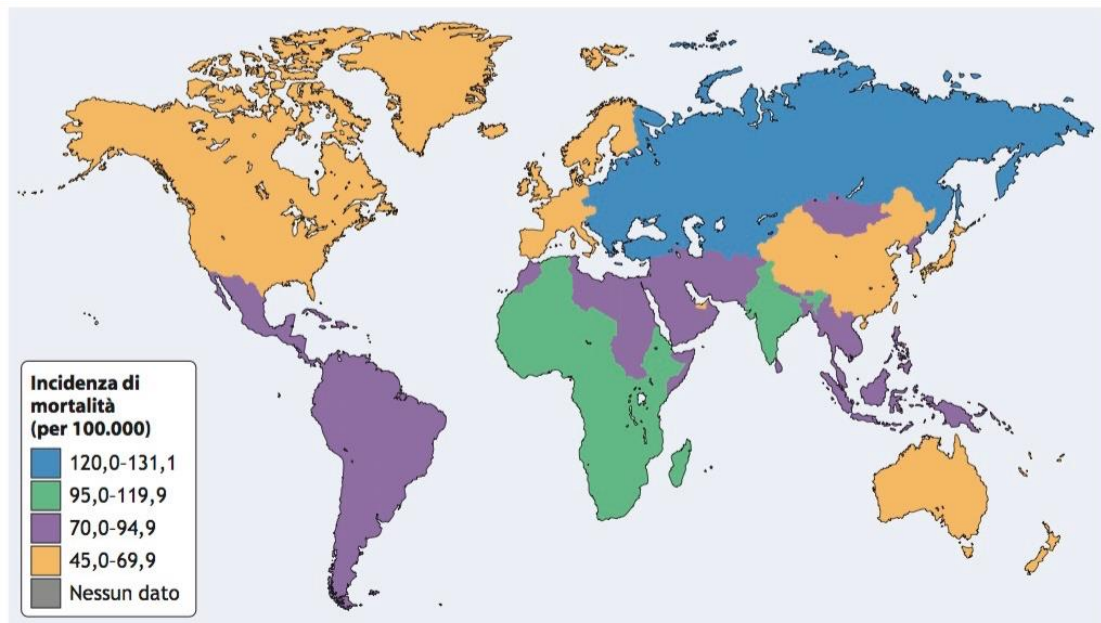 Incidenza di
mortalità
(per 100.000)
120,0-131,1
95,0-119,9
70,0-94,9
45,0-69,9
Nessun dato